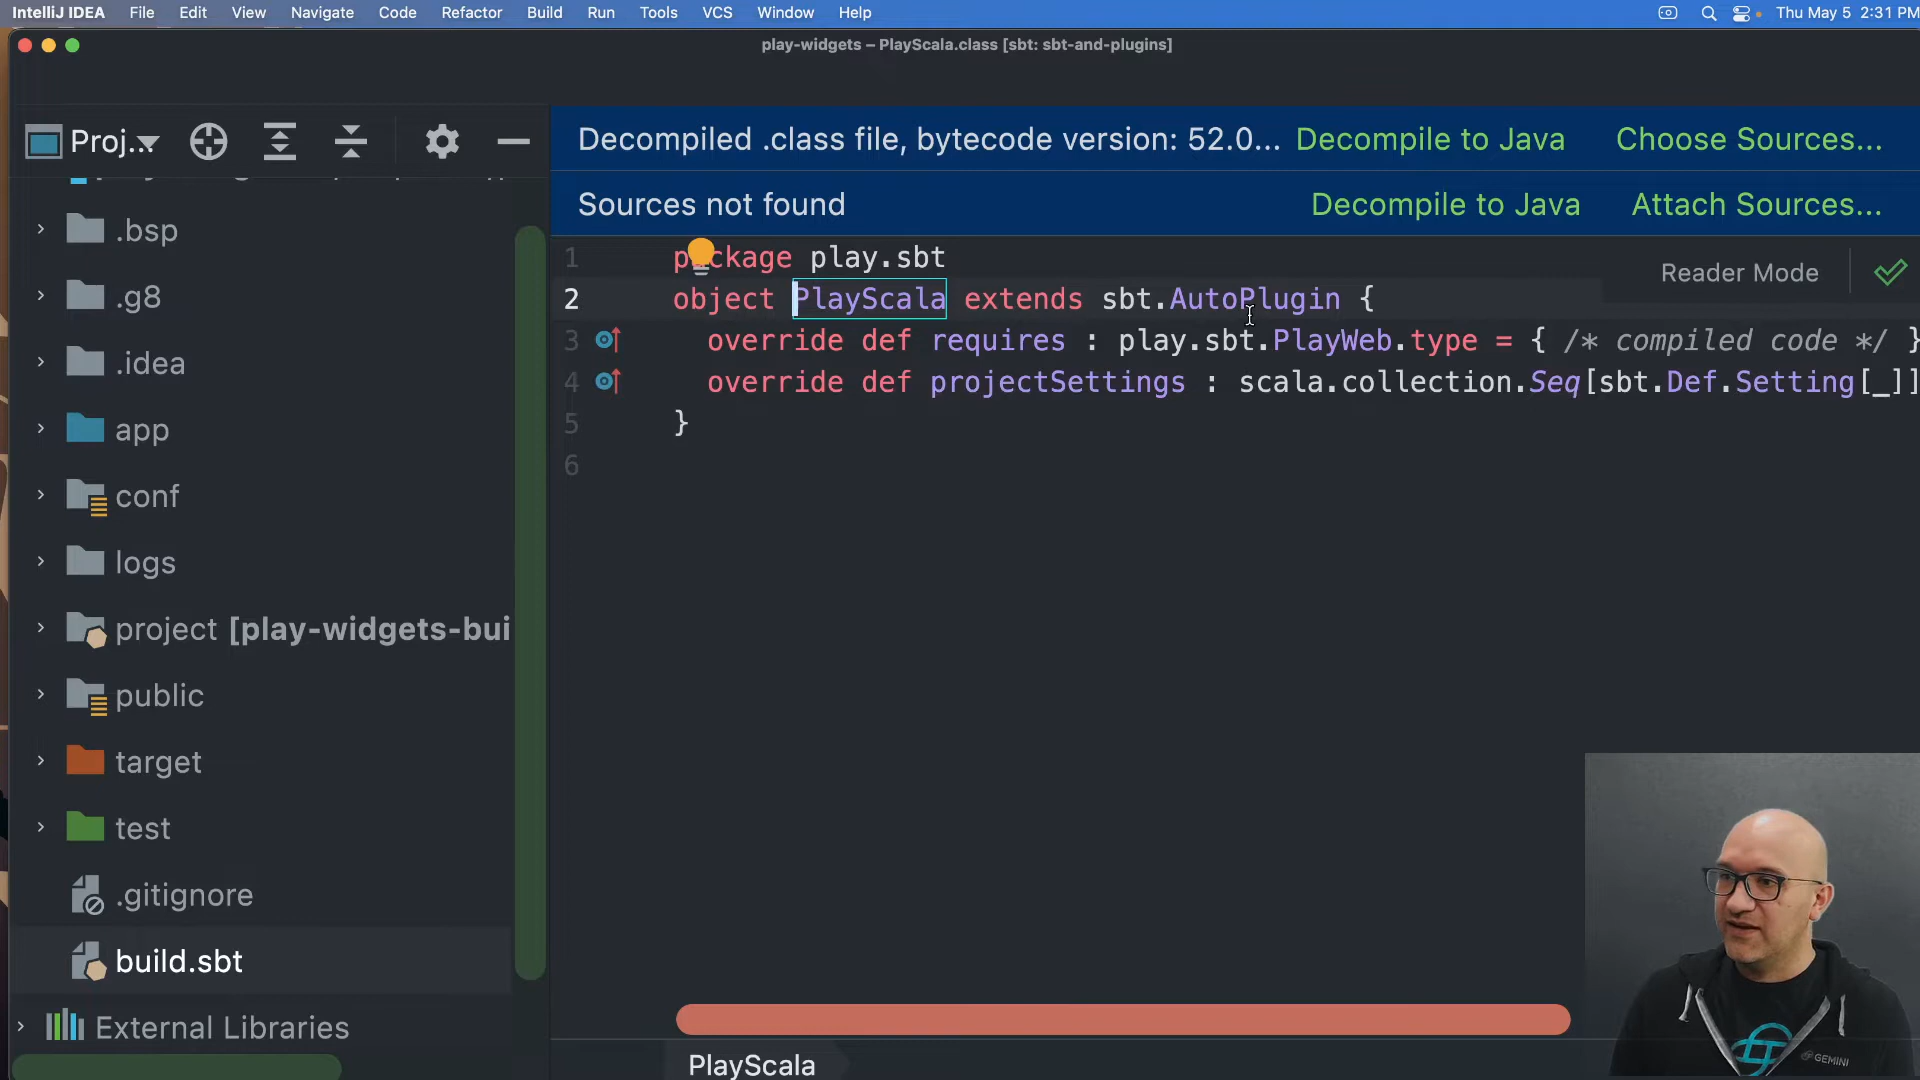 IntelliJ IDEA File Edit View Navigate Code Refactor Build Run Tools VCS Window Help Thu May 5 2:31 PM
play-widgets – PlayScala.class [sbt: sbt-and-plugins]
Proj...
Decompiled .class file, bytecode version: 52.0... Decompile to Java Choose Sources...
Sources not found Decompile to Java Attach Sources...
.bsp
.g8
.idea
app
conf
logs
project [play-widgets-bui
public
target
test
.gitignore
build.sbt
External Libraries
Reader Mode
1 package play.sbt
2 object PlayScala extends sbt.AutoPlugin {
3 override def requires : play.sbt.PlayWeb.type = { /* compiled code */ }
4 override def projectSettings : scala.collection.Seq[sbt.Def.Setting[_]]
5 }
6
PlayScala
GEMINI